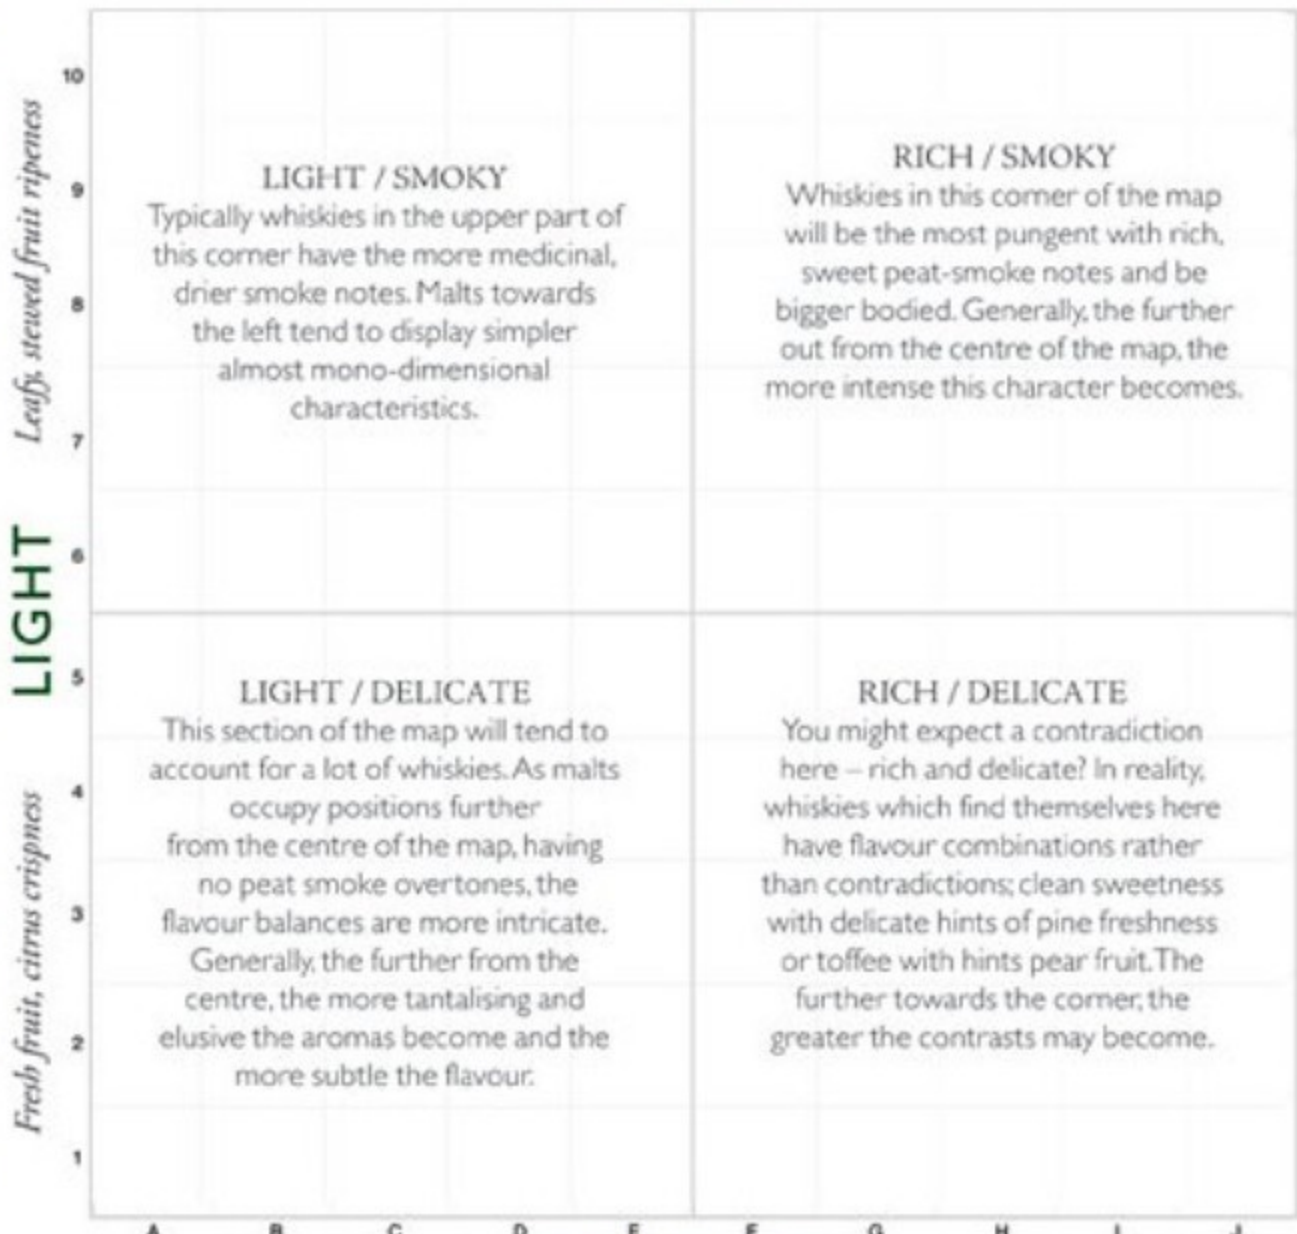 10
9
8
7
6
5
4
3
2
1
Leafy, stewed fruit ripeness
LIGHT
Fresh fruit, citrus crispness
LIGHT / SMOKY
Typically whiskies in the upper part of
this corner have the more medicinal,
drier smoke notes. Malts towards
the left tend to display simpler
almost mono-dimensional
characteristics.
RICH / SMOKY
Whiskies in this corner of the map
will be the most pungent with rich,
sweet peat-smoke notes and be
bigger bodied. Generally, the further
out from the centre of the map, the
more intense this character becomes.
LIGHT / DELICATE
This section of the map will tend to
account for a lot of whiskies. As malts
occupy positions further
from the centre of the map, having
no peat smoke overtones, the
flavour balances are more intricate.
Generally, the further from the
centre, the more tantalising and
elusive the aromas become and the
more subtle the flavour.
RICH / DELICATE
You might expect a contradiction
here – rich and delicate? In reality,
whiskies which find themselves here
have flavour combinations rather
than contradictions; clean sweetness
with delicate hints of pine freshness
or toffee with hints pear fruit. The
further towards the corner, the
greater the contrasts may become.
A B C D E F G H I J